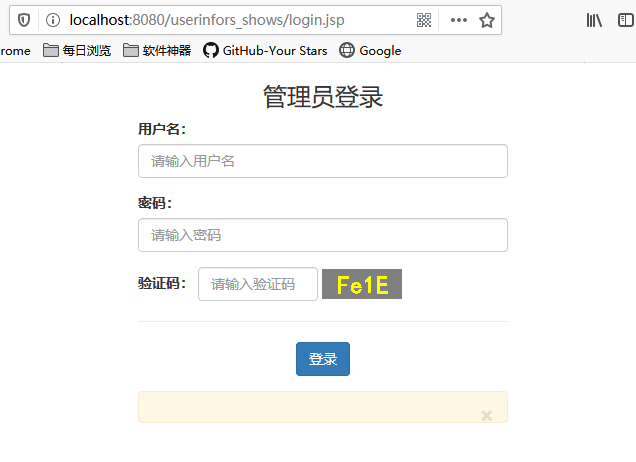 localhost:8080/userinfors_shows/login.jsp
rome 每日浏览 软件神器 GitHub-Your Stars Google
管理员登录
用户名：
请输入用户名
密码：
请输入密码
验证码： 请输入验证码 Fe1E
登录
×